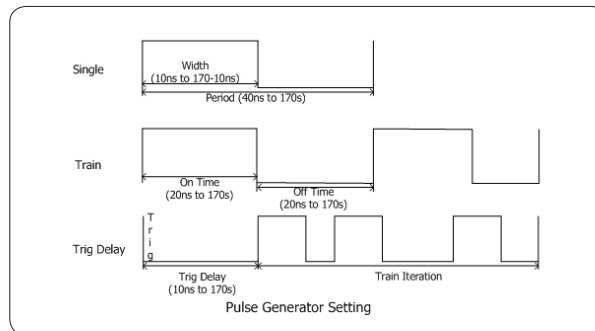 Single
Width
(10ns to 170-10ns)
Period (40ns to 170s)
Train
On Time
(20ns to 170s)
Off Time
(20ns to 170s)
Trig Delay
Trig
Trig Delay
(10ns to 170s)
Train Iteration
Pulse Generator Setting